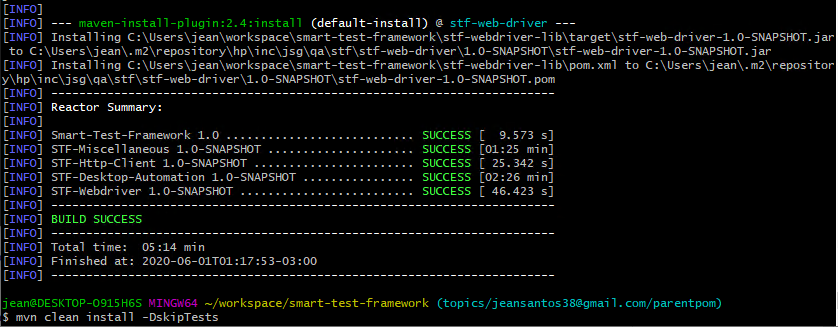 [INFO]
[INFO] --- maven-install-plugin:2.4:install (default-install) @ stf-web-driver ---
[INFO] Installing C:\Users\jean\workspace\smart-test-framework\stf-webdriver-lib\target\stf-web-driver-1.0-SNAPSHOT.jar
 to C:\Users\jean\.m2\repository\hp\inc\jsg\qa\stf\stf-web-driver\1.0-SNAPSHOT\stf-web-driver-1.0-SNAPSHOT.jar
[INFO] Installing C:\Users\jean\workspace\smart-test-framework\stf-webdriver-lib\pom.xml to C:\Users\jean\.m2\repositor
y\hp\inc\jsg\qa\stf\stf-web-driver\1.0-SNAPSHOT\stf-web-driver-1.0-SNAPSHOT.pom
[INFO] ------------------------------------------------------------------------
[INFO] Reactor Summary:
[INFO]
[INFO] Smart-Test-Framework 1.0 ........................... SUCCESS [  9.573 s]
[INFO] STF-Miscellaneous 1.0-SNAPSHOT ..................... SUCCESS [01:25 min]
[INFO] STF-Http-Client 1.0-SNAPSHOT ....................... SUCCESS [ 25.342 s]
[INFO] STF-Desktop-Automation 1.0-SNAPSHOT ................ SUCCESS [02:26 min]
[INFO] STF-Webdriver 1.0-SNAPSHOT ......................... SUCCESS [ 46.423 s]
[INFO] ------------------------------------------------------------------------
[INFO] BUILD SUCCESS
[INFO] ------------------------------------------------------------------------
[INFO] Total time:  05:14 min
[INFO] Finished at: 2020-06-01T01:17:53-03:00
[INFO] ------------------------------------------------------------------------
jean@DESKTOP-O915H6S MINGW64 ~/workspace/smart-test-framework (topics/jeansantos38@gmail.com/parentpom)
$ mvn clean install -DskipTests